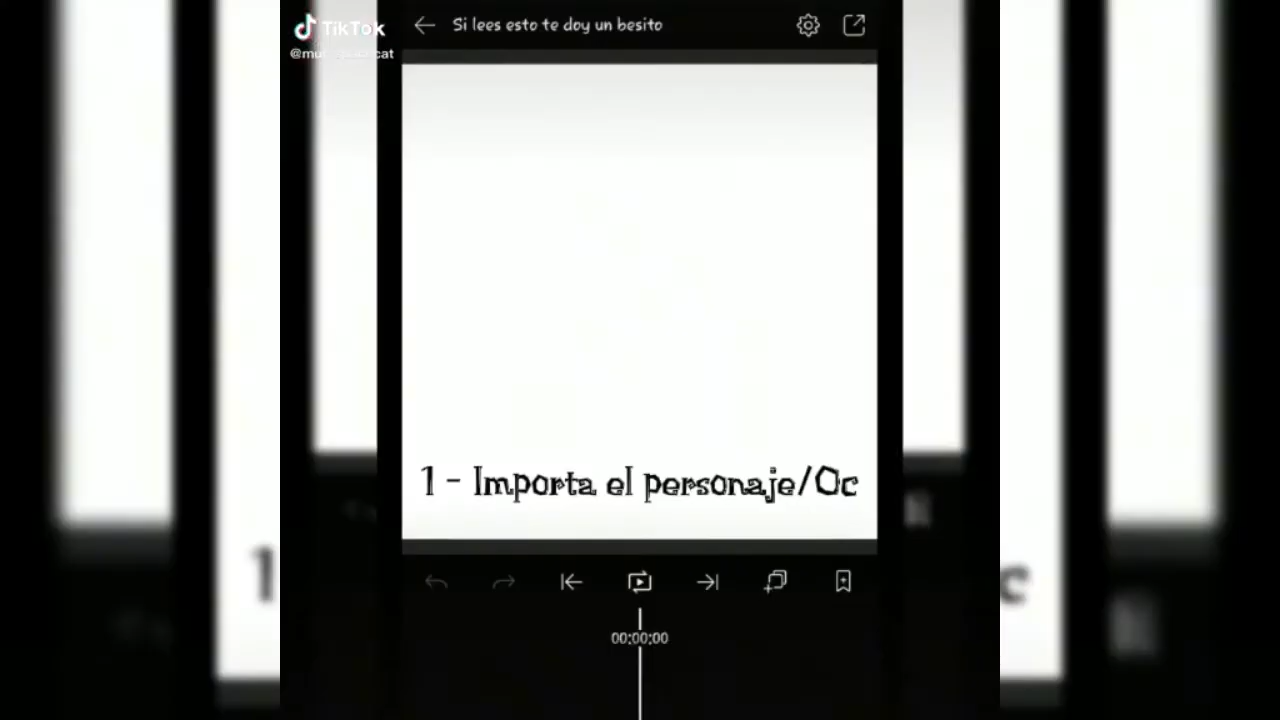 TikTok
Si lees esto te doy un besito
1 - Importa el personaje/Oc
00:00:00